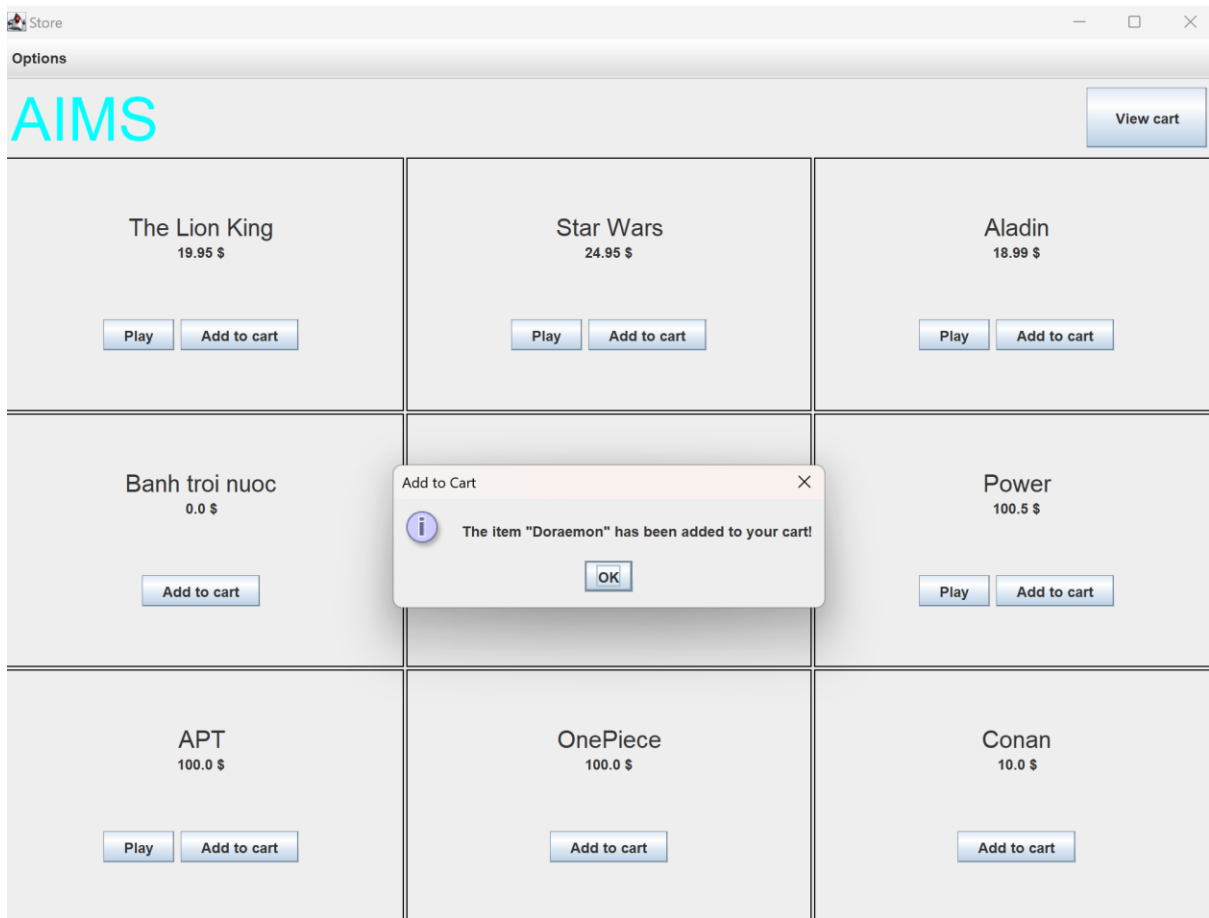 Store
Options
AIMS
View cart
The Lion King
19.95 $
Play
Add to cart
Star Wars
24.95 $
Play
Add to cart
Aladin
18.99 $
Play
Add to cart
Banh troi nuoc
0.0 $
Add to cart
Add to Cart
i
The item "Doraemon" has been added to your cart!
OK
Power
100.5 $
Play
Add to cart
APT
100.0 $
Play
Add to cart
OnePiece
100.0 $
Add to cart
Conan
10.0 $
Add to cart